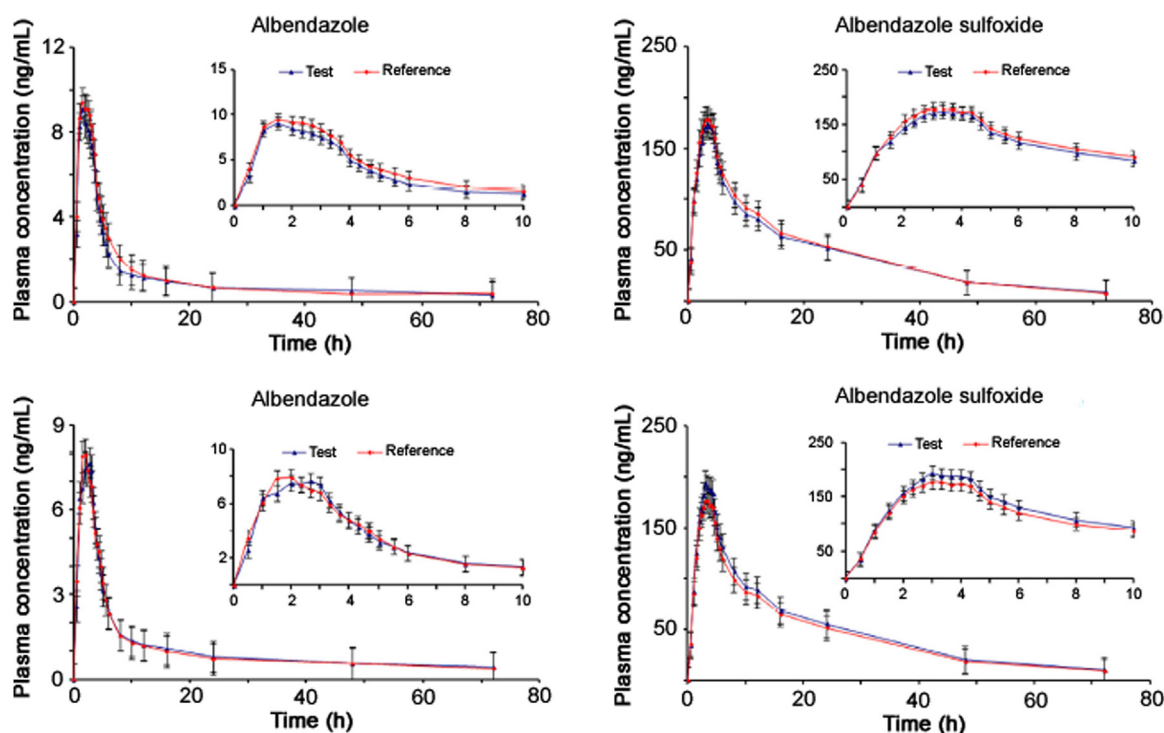 Albendazole
Plasma concentration (ng/mL)
12
8
4
0
0 20 40 60 80
Time (h)
Test Reference
15
10
5
0
0 2 4 6 8 10
Albendazole sulfoxide
Plasma concentration (ng/mL)
250
150
50
0 20 40 60 80
Time (h)
Test Reference
250
150
50
0 2 4 6 8 10
Albendazole
Plasma concentration (ng/mL)
9
6
3
0
0 20 40 60 80
Time (h)
Test Reference
10
6
2
0 2 4 6 8 10
Albendazole sulfoxide
Plasma concentration (ng/mL)
250
150
50
0 20 40 60 80
Time (h)
Test Reference
250
150
50
0 2 4 6 8 10